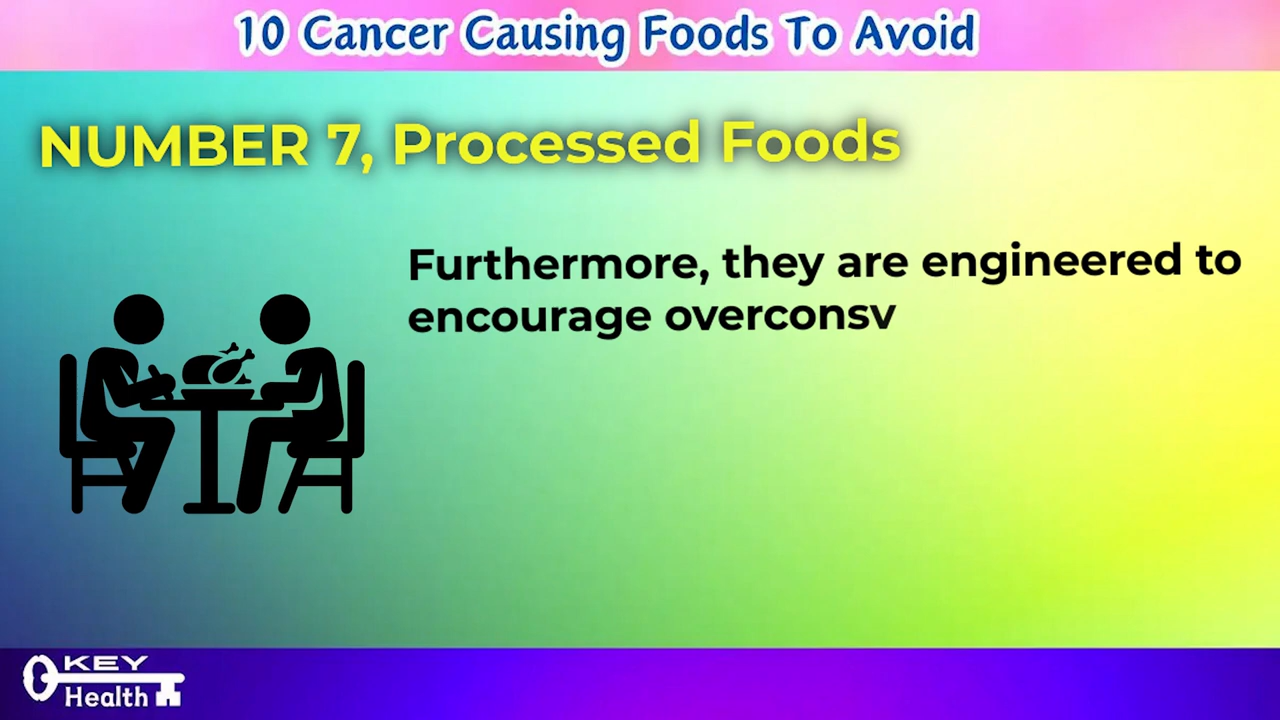 10 Cancer Causing Foods To Avoid
NUMBER 7, Processed Foods
Furthermore, they are engineered to
encourage overconsv
KEY
Health